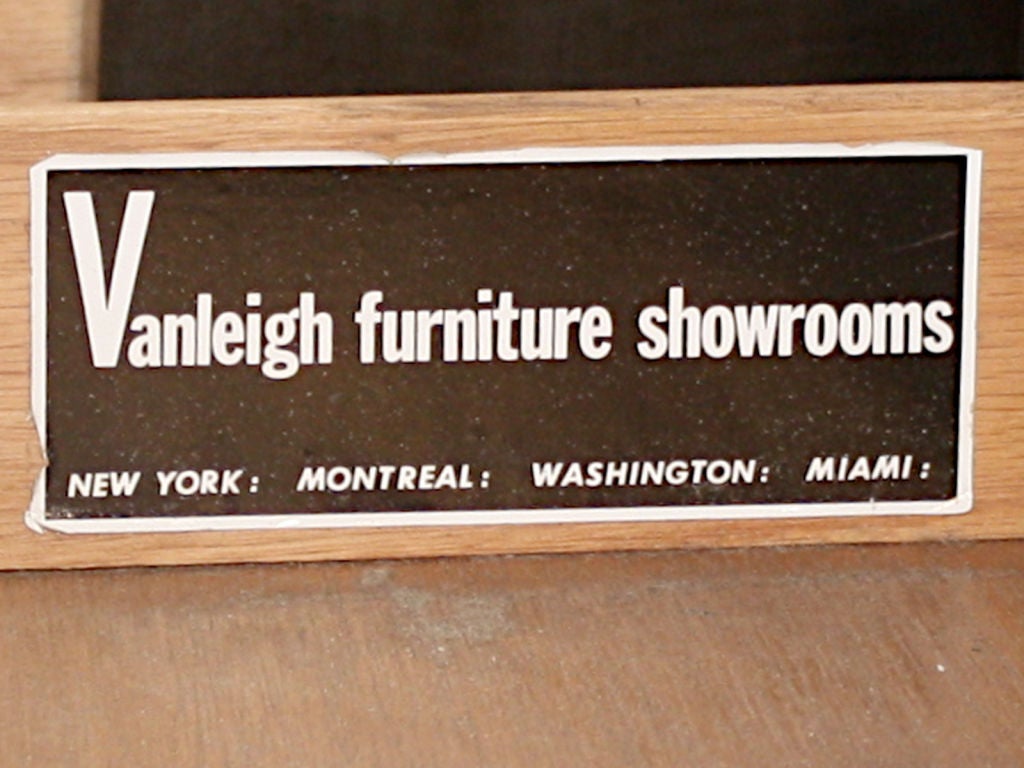 Vanleigh furniture showrooms
NEW YORK: MONTREAL: WASHINGTON: MIAMI: